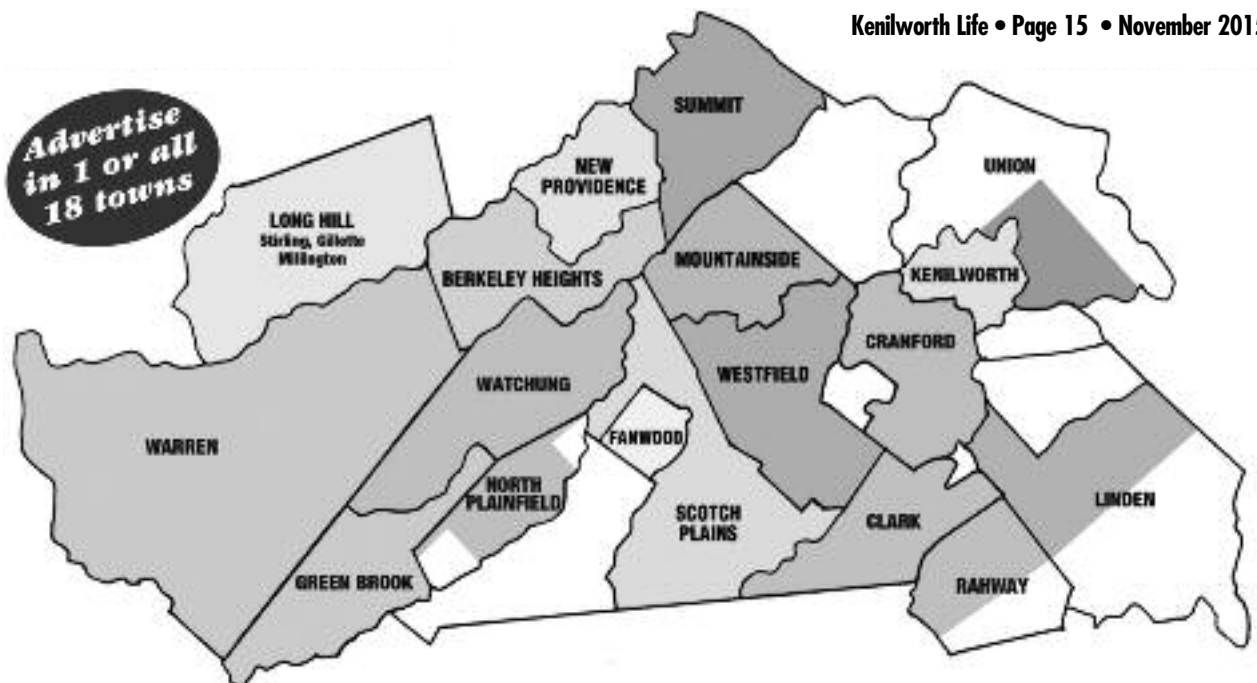 Kenilworth Life • Page 15 • November 201
Advertise
in 1 or all
18 towns
SUMMIT
UNION
NEW
PROVIDENCE
LONG HILL
Stirling, Gillette
Millington
BERKELEY HEIGHTS
MOUNTAINSIDE
KENILWORTH
CRANFORD
WATCHUNG
WESTFIELD
WARREN
FANWOOD
NORTH
PLAINFIELD
SCOTCH
PLAINS
LINDEN
CLARK
GREEN BROOK
RAHWAY